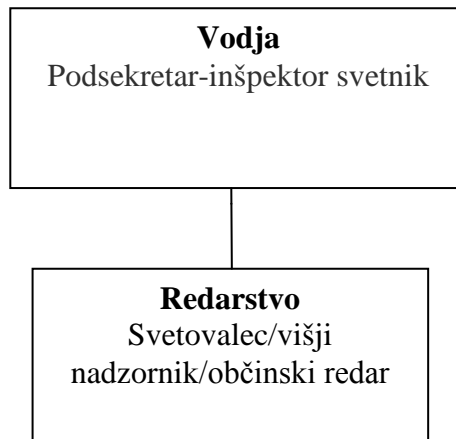 Vodja
Podsekretar-inšpektor svetnik
Redarstvo
Svetovalec/višji
nadzornik/občinski redar